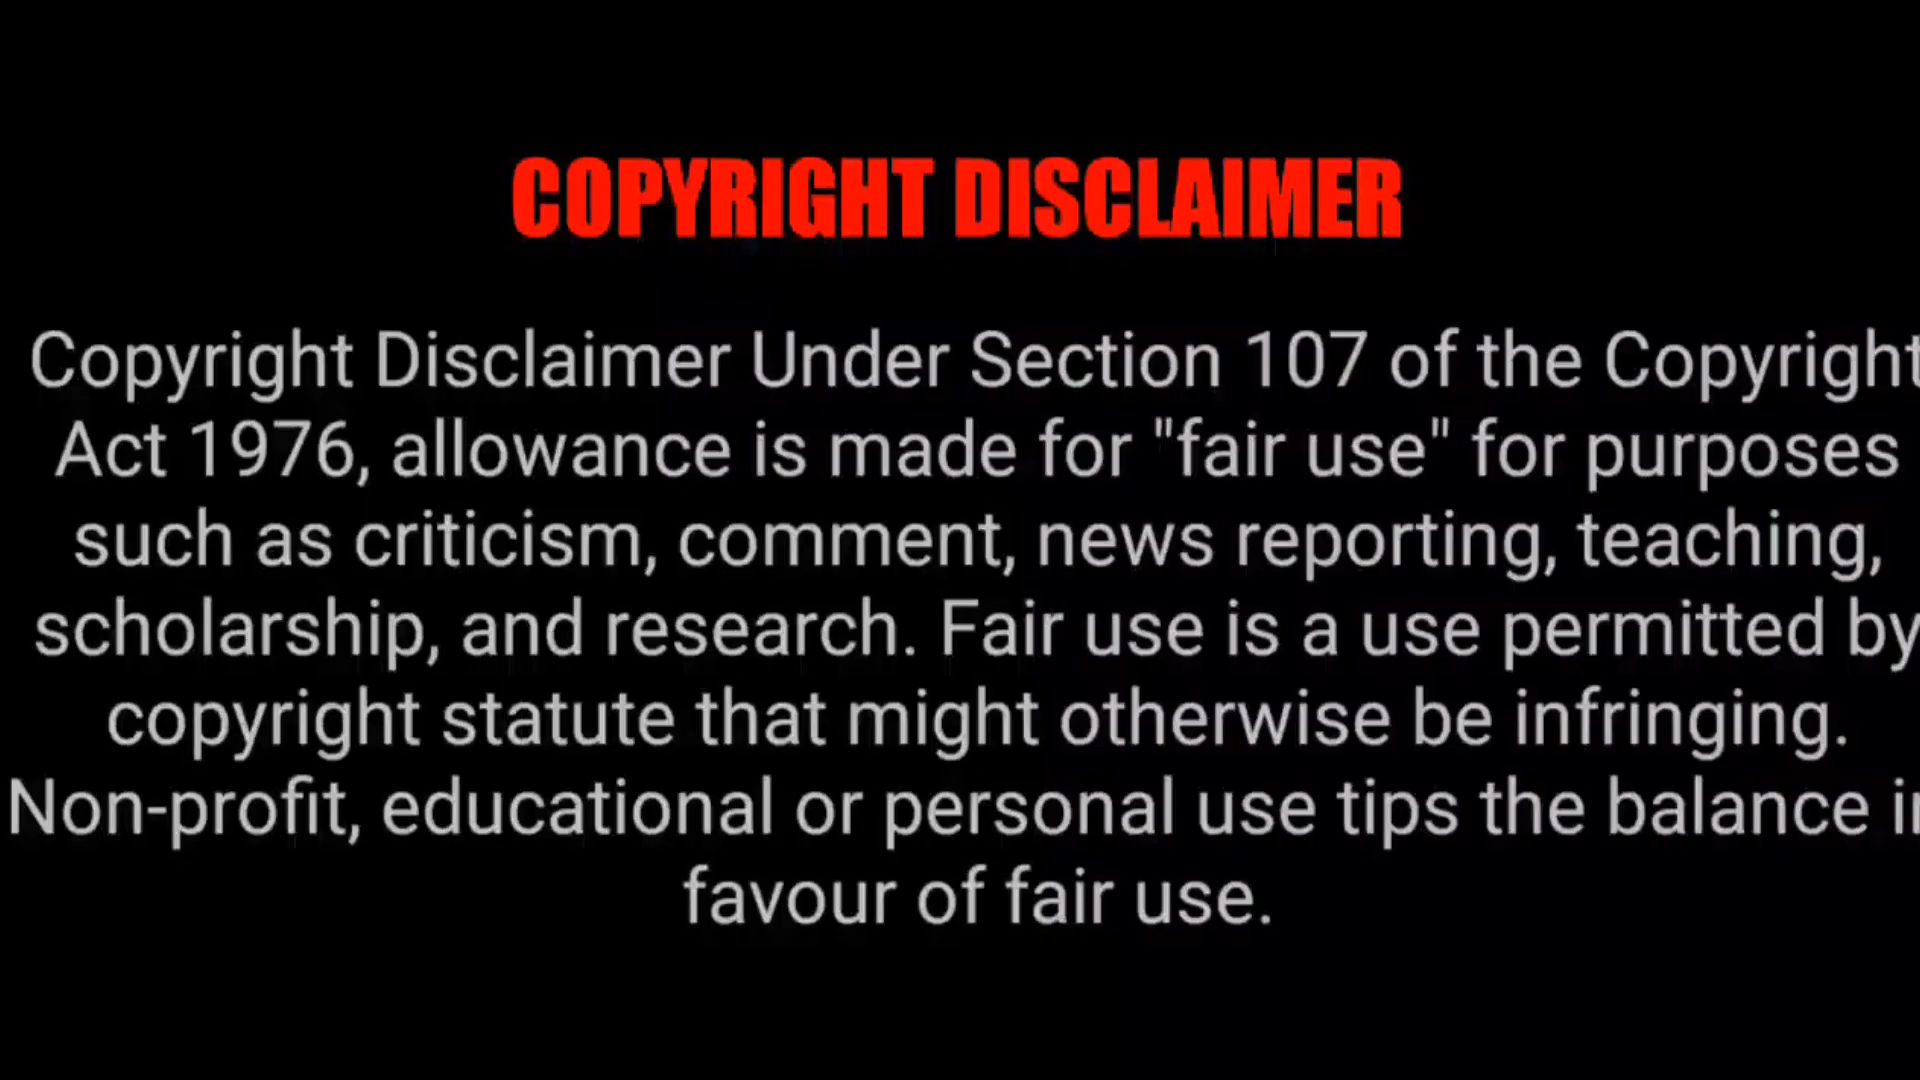 COPYRIGHT DISCLAIMER
Copyright Disclaimer Under Section 107 of the Copyright
Act 1976, allowance is made for "fair use" for purposes
such as criticism, comment, news reporting, teaching,
scholarship, and research. Fair use is a use permitted by
copyright statute that might otherwise be infringing.
Non-profit, educational or personal use tips the balance in
favour of fair use.